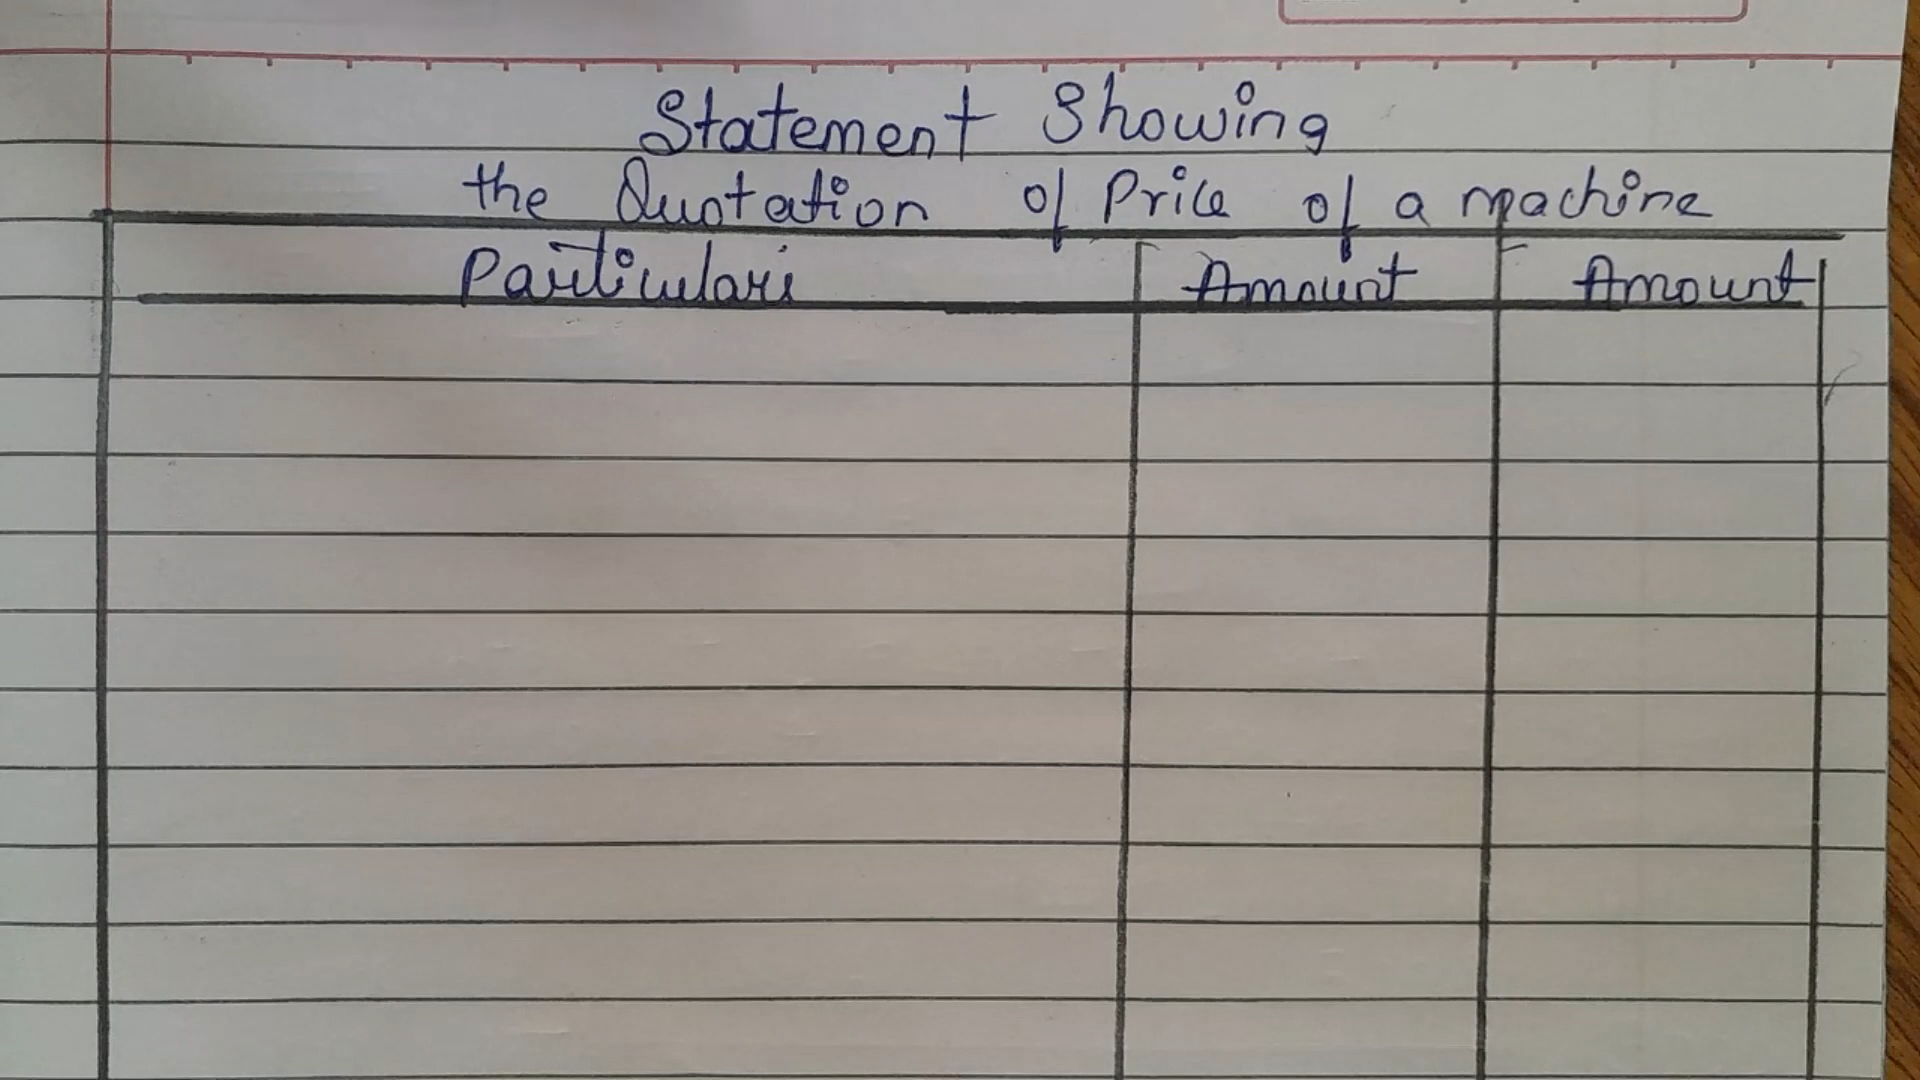 Statement Showing
the Quotation of Price of a machine
Particulars Amount Amount